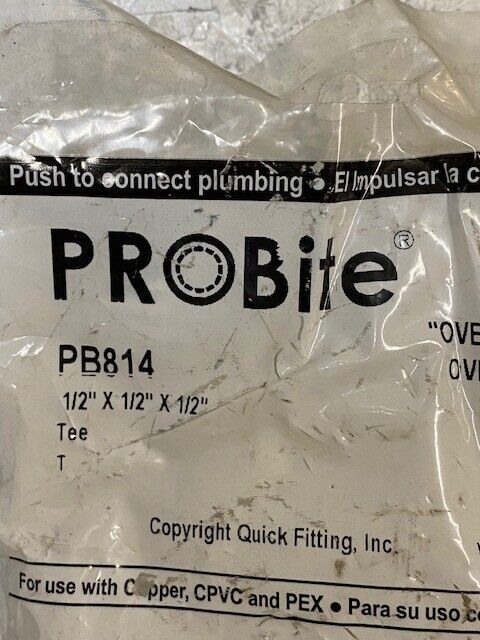 Push to connect plumbing • El Impulsar la c
PROBite®
"OVE
PB814
OVE
1/2" X 1/2" X 1/2"
Tee
T
Copyright Quick Fitting, Inc.
For use with Copper, CPVC and PEX • Para su uso co